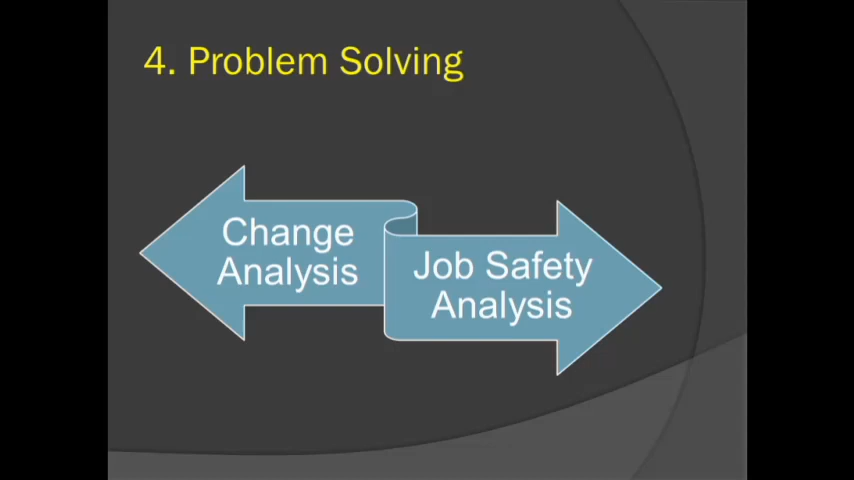 4. Problem Solving
Change
Analysis
Job Safety
Analysis